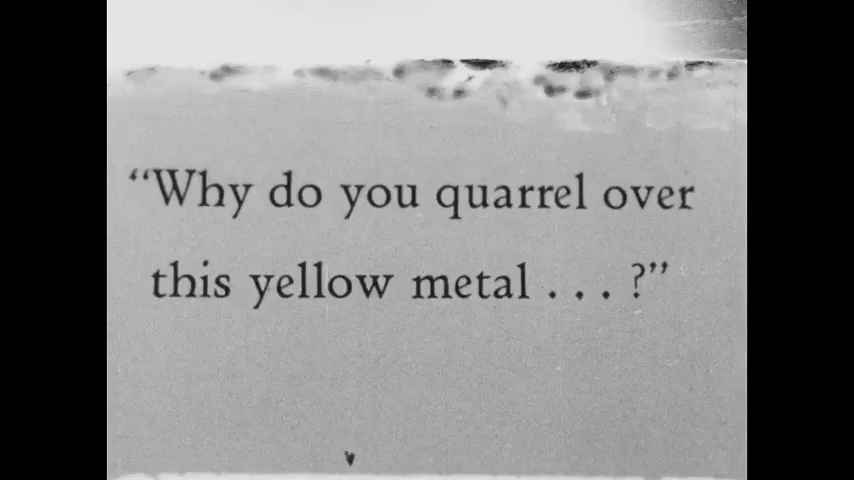 “Why do you quarrel over
this yellow metal . . . ?”